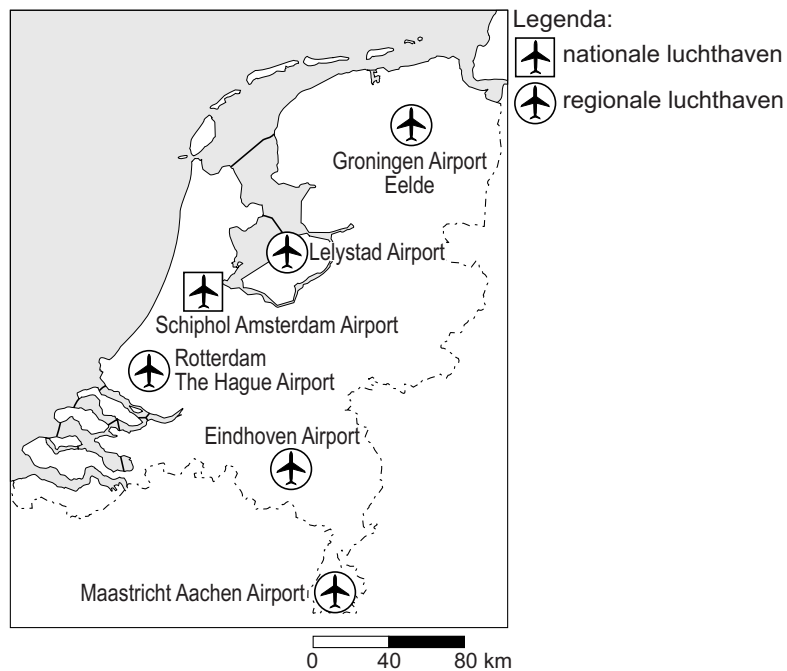 Legenda:
nationale luchthaven
regionale luchthaven
Groningen Airport
Eelde
Lelystad Airport
Schiphol Amsterdam Airport
Rotterdam
The Hague Airport
Eindhoven Airport
Maastricht Aachen Airport
0 40 80 km